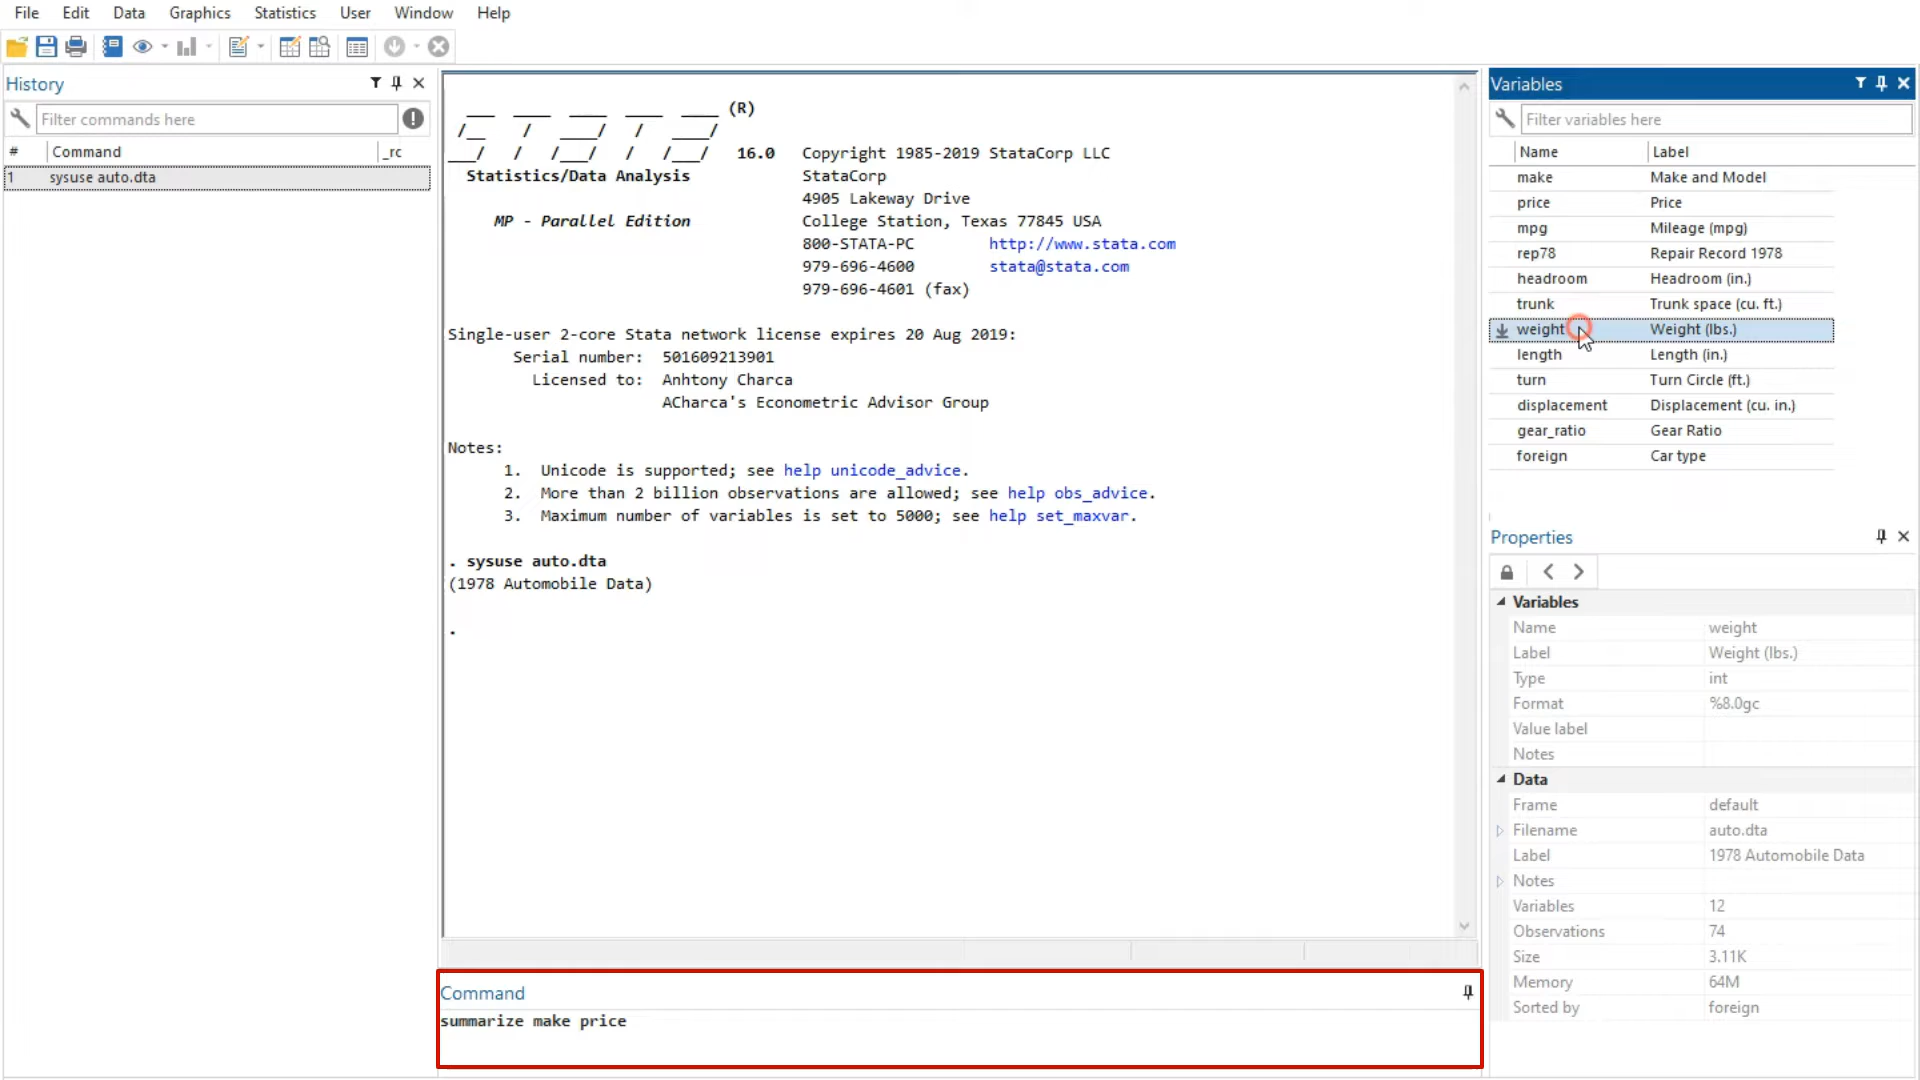 File Edit Data Graphics Statistics User Window Help
History
Filter commands here
# Command _rc
1 sysuse auto.dta
(R)
STATA
16.0 Copyright 1985-2019 StataCorp LLC
Statistics/Data Analysis StataCorp
4905 Lakeway Drive
MP - Parallel Edition College Station, Texas 77845 USA
800-STATA-PC http://www.stata.com
979-696-4600 stata@stata.com
979-696-4601 (fax)
Single-user 2-core Stata network license expires 20 Aug 2019:
Serial number: 501609213901
Licensed to: Anhtony Charca
ACharca's Econometric Advisor Group
Notes:
1. Unicode is supported; see help unicode_advice.
2. More than 2 billion observations are allowed; see help obs_advice.
3. Maximum number of variables is set to 5000; see help set_maxvar.
. sysuse auto.dta
(1978 Automobile Data)
.
Command
summarize make price
Variables
Filter variables here
Name Label
make Make and Model
price Price
mpg Mileage (mpg)
rep78 Repair Record 1978
headroom Headroom (in.)
trunk Trunk space (cu. ft.)
weight Weight (lbs.)
length Length (in.)
turn Turn Circle (ft.)
displacement Displacement (cu. in.)
gear_ratio Gear Ratio
foreign Car type
Properties
Variables
Name weight
Label Weight (lbs.)
Type int
Format %8.0gc
Value label
Notes
Data
Frame default
Filename auto.dta
Label 1978 Automobile Data
Notes
Variables 12
Observations 74
Size 3.11K
Memory 64M
Sorted by foreign